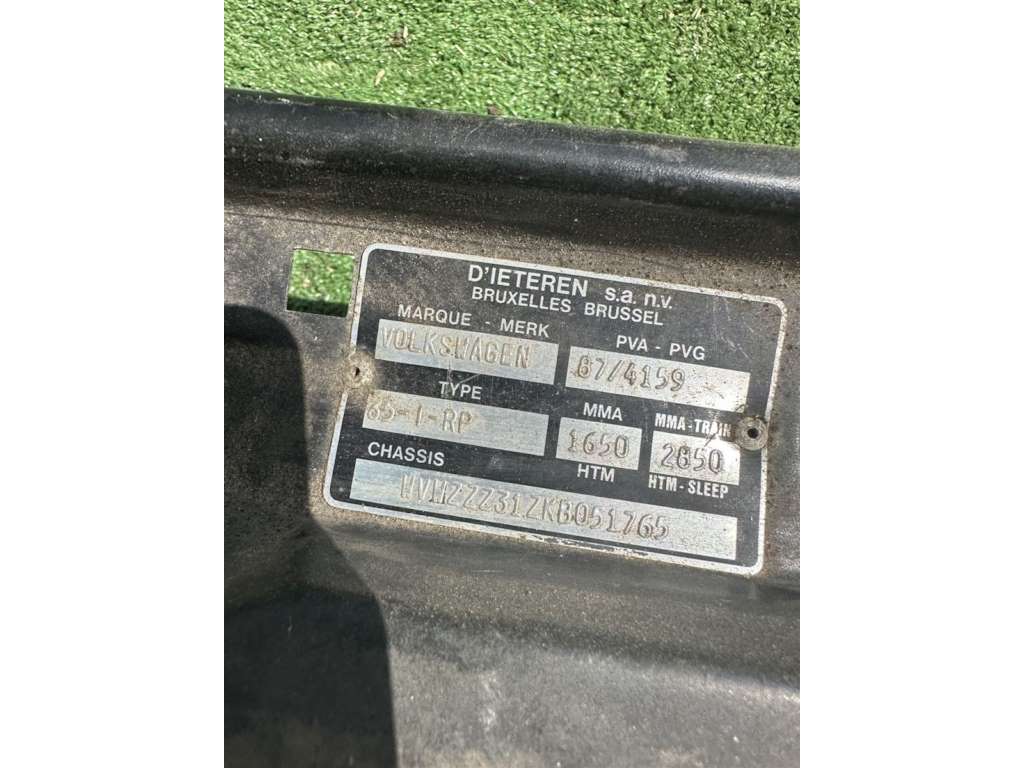 D'IETEREN s.a. n.v.
BRUXELLES BRUSSEL
MARQUE - MERK
VOLKSWAGEN
PVA - PVG
87/4159
TYPE
65-1-RP
MMA
1650
HTM
MMA-TRAIN
2850
HTM-SLEEP
CHASSIS
WVWZZZ31ZKB051765